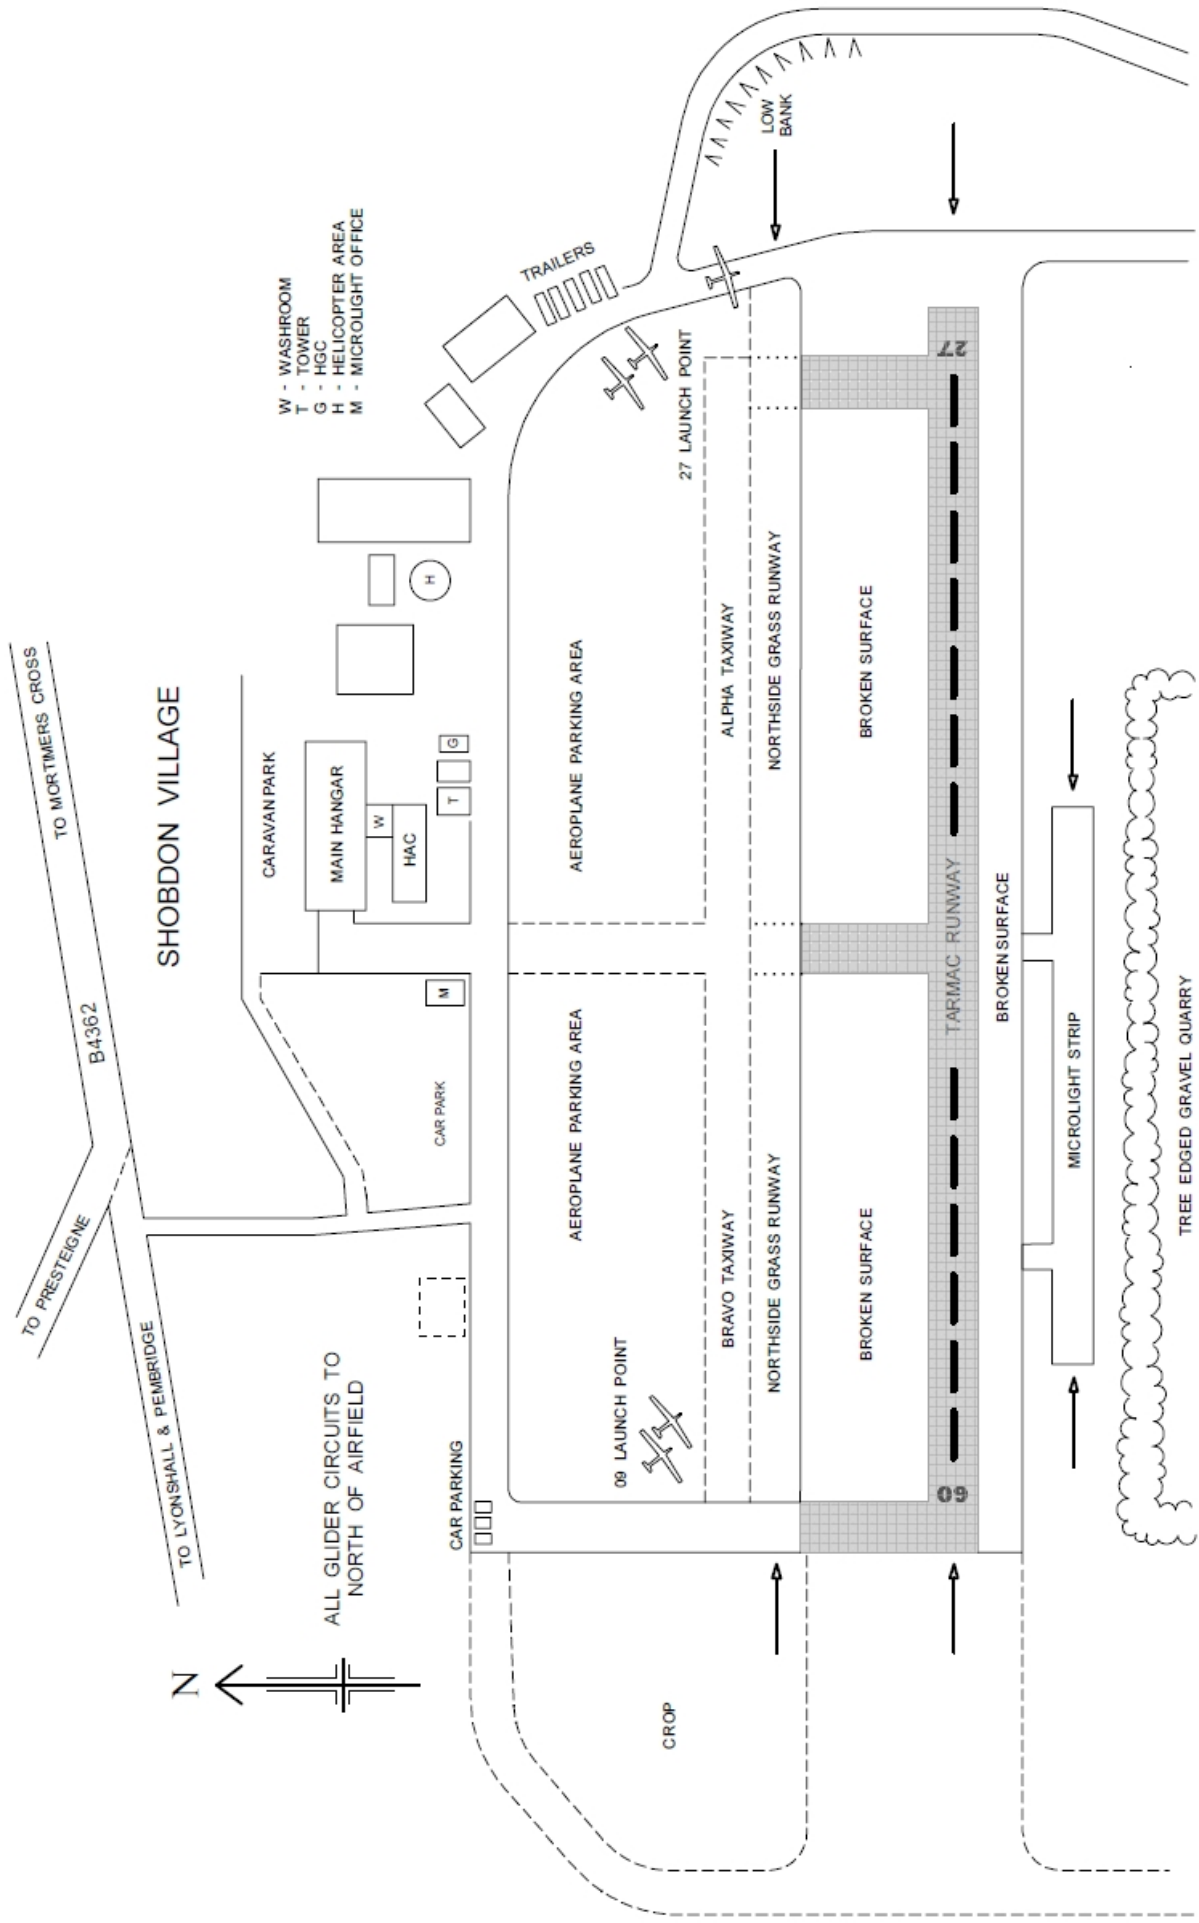 TO PRESTEIGNE
TO LYONSHALL & PEMBRIDGE
B4362
TO MORTIMERS CROSS
SHOBDON VILLAGE
N
ALL GLIDER CIRCUITS TO
NORTH OF AIRFIELD
CARAVAN PARK
MAIN HANGAR
W
HAC
T
G
M
H
W - WASHROOM
T - TOWER
G - HGC
H - HELICOPTER AREA
M - MICROLIGHT OFFICE
CAR PARKING
CAR PARK
TRAILERS
AEROPLANE PARKING AREA
AEROPLANE PARKING AREA
09 LAUNCH POINT
27 LAUNCH POINT
CROP
BRAVO TAXIWAY
ALPHA TAXIWAY
NORTHSIDE GRASS RUNWAY
NORTHSIDE GRASS RUNWAY
LOW
BANK
BROKEN SURFACE
BROKEN SURFACE
09
TARMAC RUNWAY
27
BROKEN SURFACE
MICROLIGHT STRIP
TREE EDGED GRAVEL QUARRY